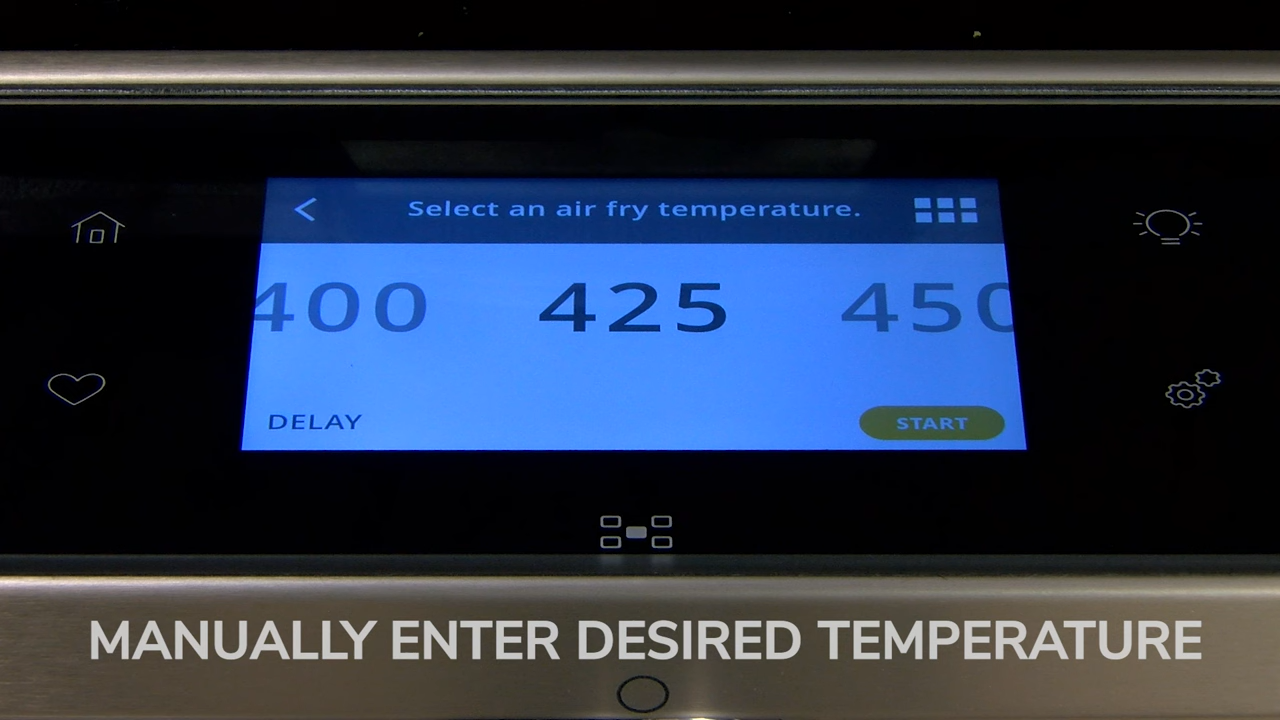 Select an air fry temperature.
400 425 450
DELAY START
MANUALLY ENTER DESIRED TEMPERATURE